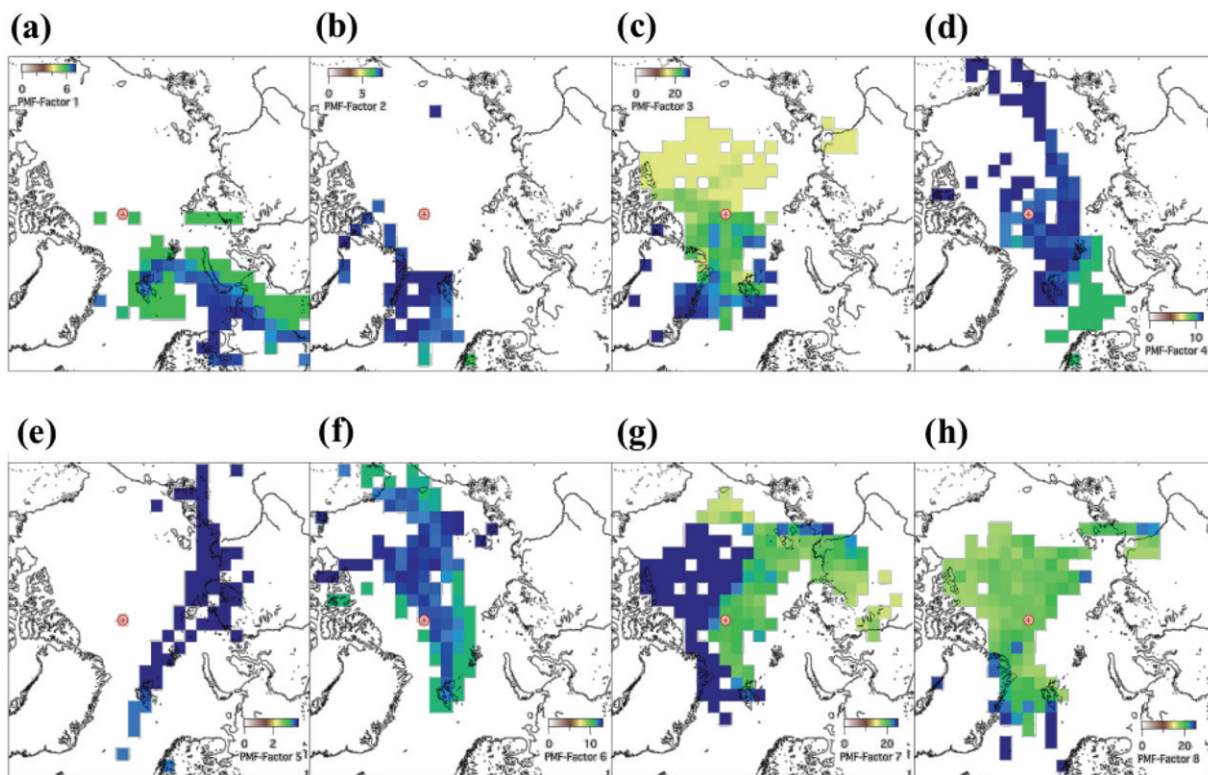 (a) (b) (c) (d)
0 6
PMF-Factor 1
0 5
PMF-Factor 2
0 20
PMF-Factor 3
0 10
PMF-Factor 4
(e) (f) (g) (h)
0 2
PMF-Factor 5
0 10
PMF-Factor 6
0 20
PMF-Factor 7
0 20
PMF-Factor 8